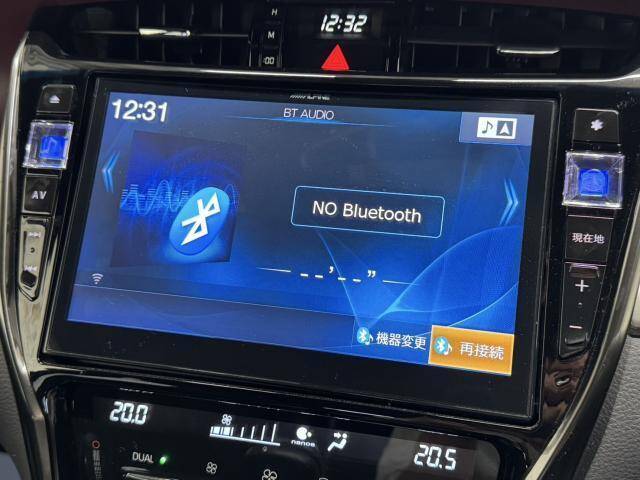 H
M
:00
12:32
ALPINE
12:31
BT AUDIO
NO Bluetooth
--'--"
AV
現在地
+
-
機器変更
再接続
20.0
nanoe
DUAL
20.5